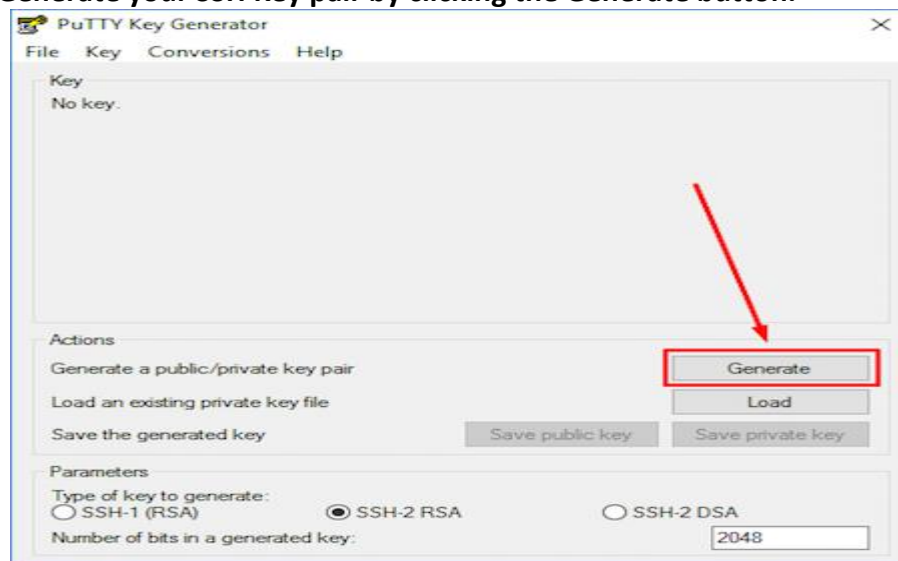 Generate your SSH key pair by clicking the Generate button.
PuTTY Key Generator
File Key Conversions Help
Key
No key.
Actions
Generate a public/private key pair
Generate
Load an existing private key file
Load
Save the generated key
Save public key
Save private key
Parameters
Type of key to generate:
SSH-1 (RSA)
SSH-2 RSA
SSH-2 DSA
Number of bits in a generated key:
2048